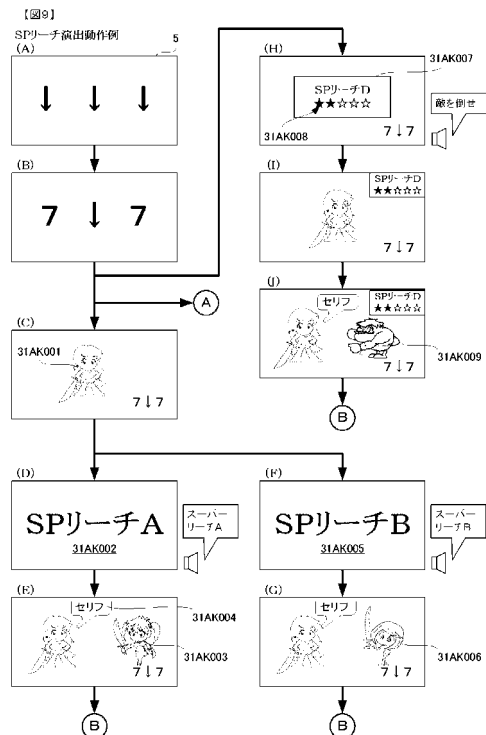 【図9】
SPリーチ演出動作例
(A)
5
↓ ↓ ↓
(B)
7 ↓ 7
A
(C)
31AK001
7↓7
(D)
SPリーチA
31AK002
スーパー
リーチA
(E)
セリフ
31AK004
31AK003
7↓7
B
(F)
SPリーチB
31AK005
スーパー
リーチB
(G)
セリフ
31AK006
7↓7
B
(H)
31AK007
SPリーチD
★★☆☆☆
31AK008
7↓7
敵を倒せ
(I)
SPリーチD
★★☆☆☆
7↓7
(J)
SPリーチD
★★☆☆☆
セリフ
31AK009
7↓7
B